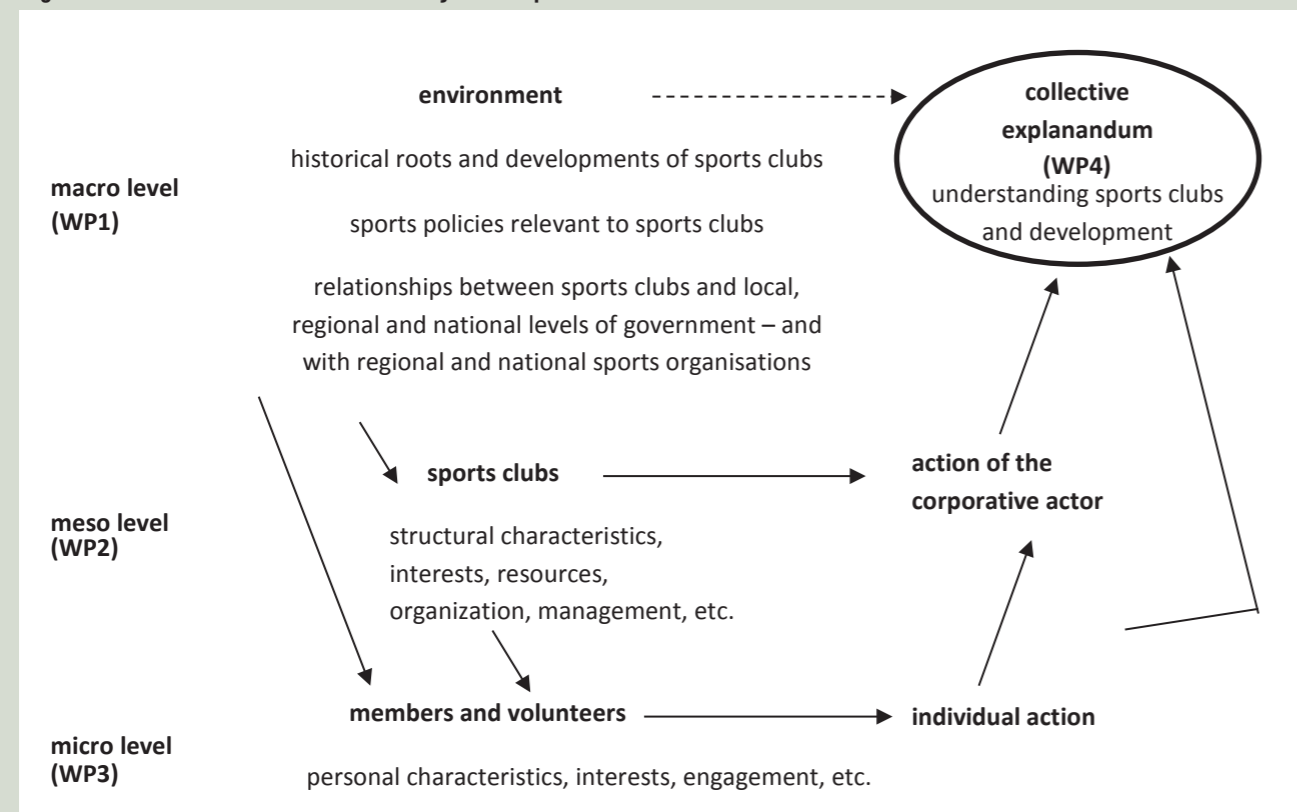 environment
historical roots and developments of sports clubs
sports policies relevant to sports clubs
relationships between sports clubs and local,
regional and national levels of government – and
with regional and national sports organisations
macro level
(WP1)
collective
explanandum
(WP4)
understanding sports clubs
and development
sports clubs
structural characteristics,
interests, resources,
organization, management, etc.
meso level
(WP2)
action of the
corporative actor
members and volunteers
individual action
micro level
(WP3)
personal characteristics, interests, engagement, etc.